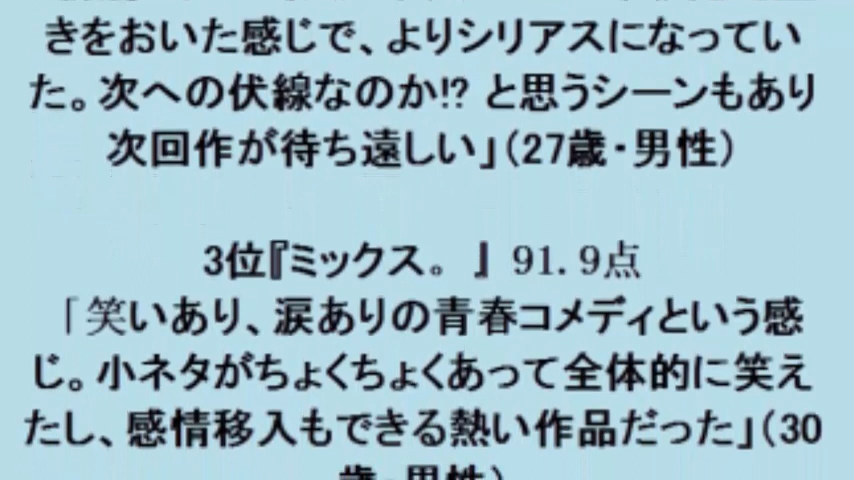 きをおいた感じで、よりシリアスになってい
た。次への伏線なのか!? と思うシーンもあり
次回作が待ち遠しい」(27歳・男性)
3位『ミックス。 』 91.9点
「笑いあり、涙ありの青春コメディという感
じ。小ネタがちょくちょくあって全体的に笑え
たし、感情移入もできる熱い作品だった」(30
歳・男性)